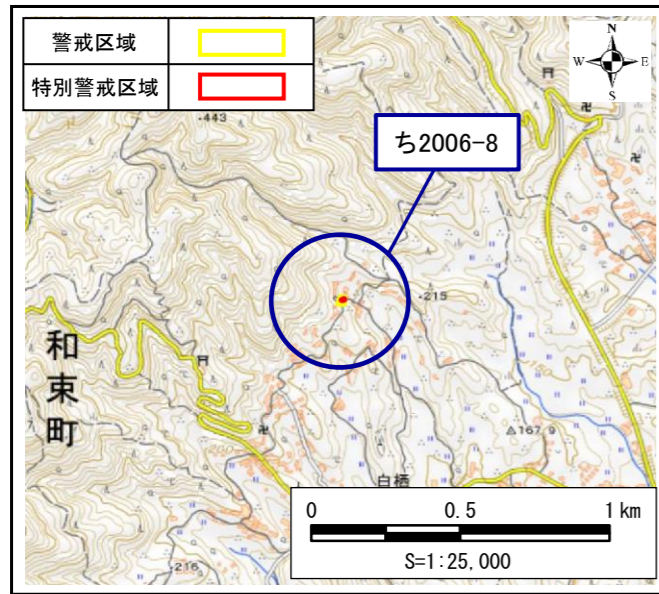 警戒区域
特別警戒区域
N
W E
S
・443
ち2006-8
・215
和束町
△167.9
白栖
0 0.5 1 km
S=1:25,000
・216